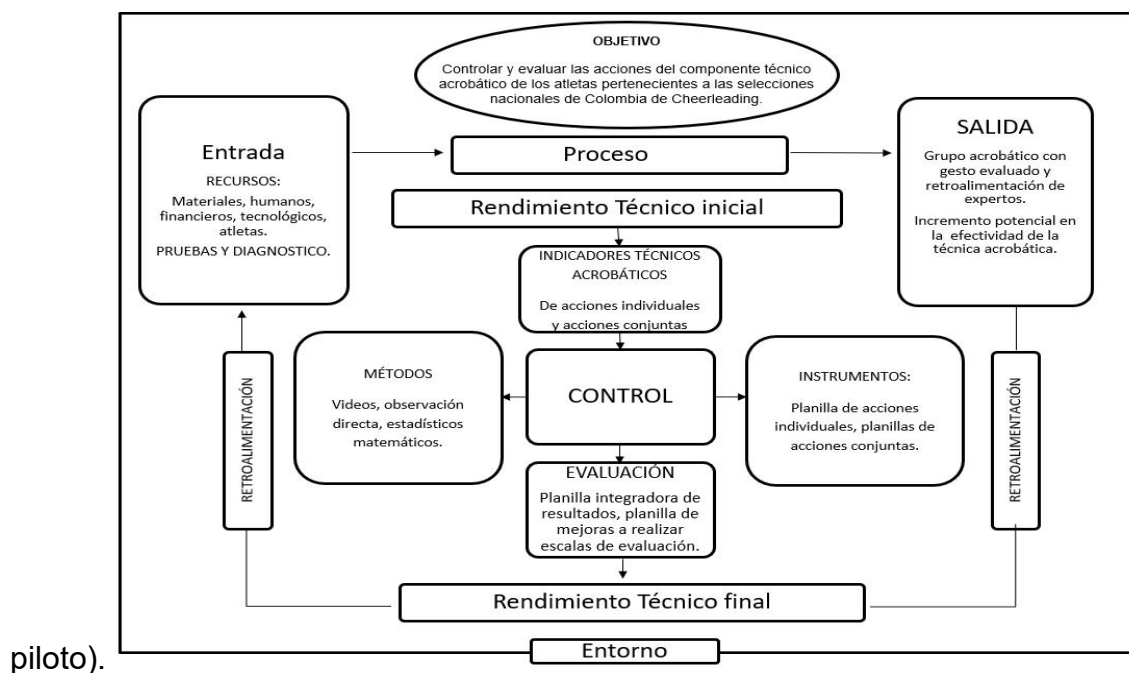 OBJETIVO
Controlar y evaluar las acciones del componente técnico
acrobático de los atletas pertenecientes a las selecciones
nacionales de Colombia de Cheerleading.
Entrada
RECURSOS:
Materiales, humanos,
financieros, tecnológicos,
atletas.
PRUEBAS Y DIAGNOSTICO.
Proceso
SALIDA
Grupo acrobático con
gesto evaluado y
retroalimentación de
expertos.
Incremento potencial en
la efectividad de la
técnica acrobática.
Rendimiento Técnico inicial
INDICADORES TÉCNICOS
ACROBÁTICOS
De acciones individuales
y acciones conjuntas
RETROALIMENTACIÓN
MÉTODOS
Videos, observación
directa, estadísticos
matemáticos.
CONTROL
INSTRUMENTOS:
Planilla de acciones
individuales, planillas de
acciones conjuntas.
RETROALIMENTACIÓN
EVALUACIÓN
Planilla integradora de
resultados, planilla de
mejoras a realizar
escalas de evaluación.
Rendimiento Técnico final
Entorno
piloto).